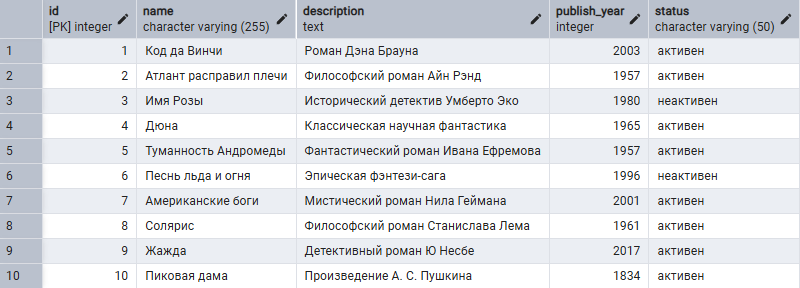 id name description publish_year status
[PK] integer character varying (255) text integer character varying (50)
1 1 Код да Винчи Роман Дэна Брауна 2003 активен
2 2 Атлант расправил плечи Философский роман Айн Рэнд 1957 активен
3 3 Имя Розы Исторический детектив Умберто Эко 1980 неактивен
4 4 Дюна Классическая научная фантастика 1965 активен
5 5 Туманность Андромеды Фантастический роман Ивана Ефремова 1957 активен
6 6 Песнь льда и огня Эпическая фэнтези-сага 1996 неактивен
7 7 Американские боги Мистический роман Нила Геймана 2001 активен
8 8 Солярис Философский роман Станислава Лема 1961 активен
9 9 Жажда Детективный роман Ю Несбе 2017 активен
10 10 Пиковая дама Произведение А. С. Пушкина 1834 активен